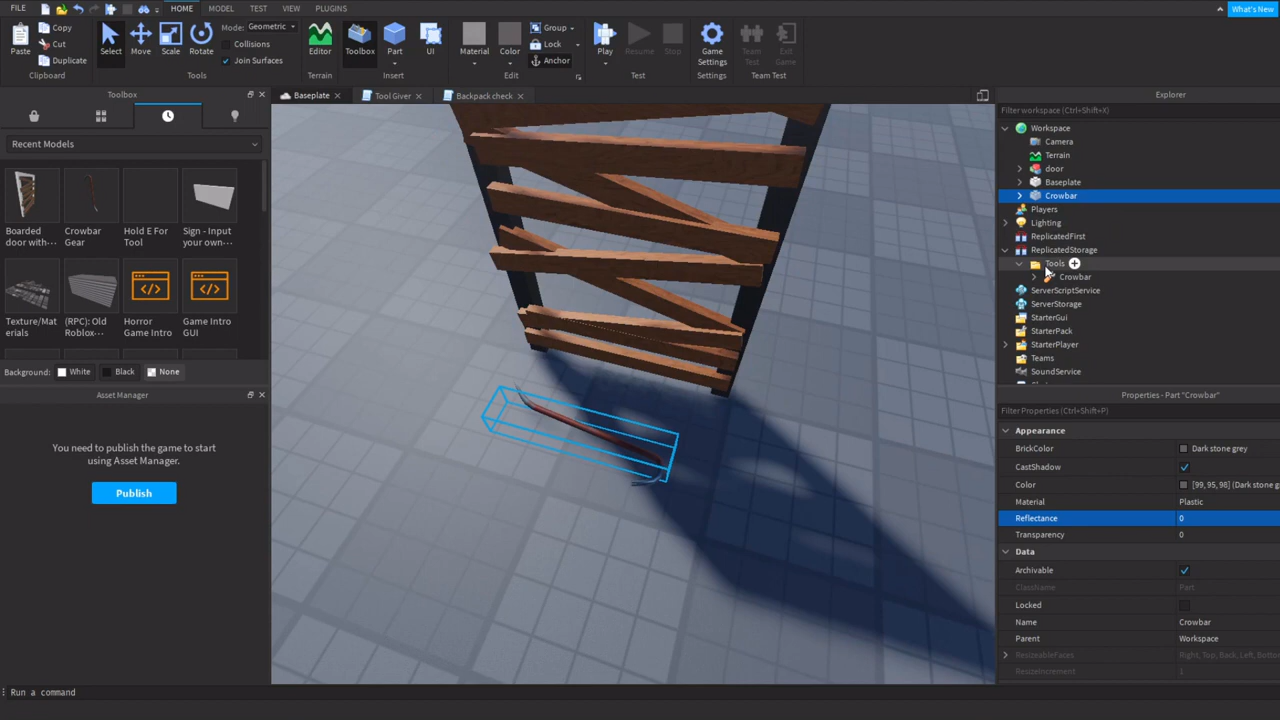 FILE HOME MODEL TEST VIEW PLUGINS What's New
Paste Copy Cut Duplicate
Select Move Scale Rotate
Mode: Geometric
Collisions
Join Surfaces
Editor Toolbox Part UI Material Color
Group
Lock
Anchor
Play Resume Stop Game Settings Team Test Exit Game
Clipboard Tools Terrain Insert Edit Test Settings Team Test
Toolbox
Baseplate Tool Giver Backpack check
Recent Models
Boarded door with··· Crowbar Gear Hold E For Tool Sign - Input your own-···
Texture/Materials (RPC): Old Roblox-··· Horror Game Intro Game Intro GUI
Background: White Black None
Asset Manager
You need to publish the game to start using Asset Manager.
Publish
Explorer
Filter workspace (Ctrl+Shift+X)
Workspace
Camera
Terrain
door
Baseplate
Crowbar
Players
Lighting
ReplicatedFirst
ReplicatedStorage
Tools
Crowbar
ServerScriptService
ServerStorage
StarterGui
StarterPack
StarterPlayer
Teams
SoundService
Properties - Part "Crowbar"
Filter Properties (Ctrl+Shift+P)
Appearance
BrickColor Dark stone grey
CastShadow
Color [99, 95, 98] (Dark stone g
Material Plastic
Reflectance 0
Transparency 0
Data
Archivable
ClassName Part
Locked
Name Crowbar
Parent Workspace
ResizeableFaces Right, Top, Back, Left, Botto
ResizeIncrement 1
Run a command